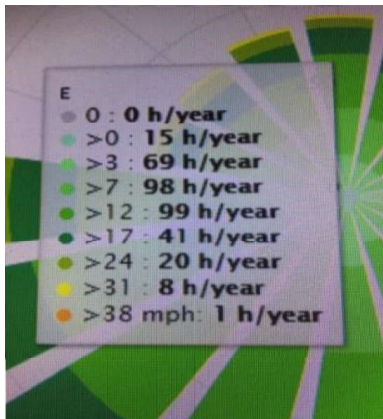 E
0 : 0 h/year
>0 : 15 h/year
>3 : 69 h/year
>7 : 98 h/year
>12 : 99 h/year
>17 : 41 h/year
>24 : 20 h/year
>31 : 8 h/year
>38 mph: 1 h/year